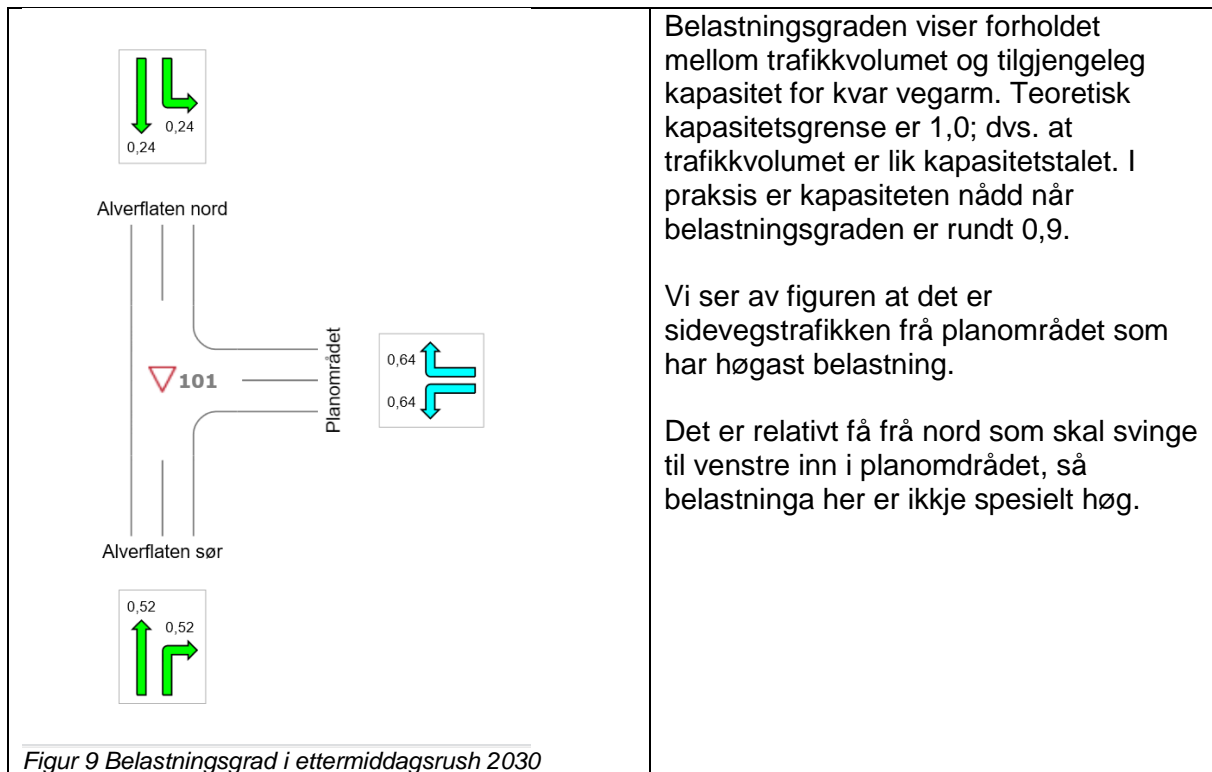 0,24
0,24
Alverflaten nord
101
Planområdet
0,64
0,64
Alverflaten sør
0,52
0,52
Figur 9 Belastningsgrad i ettermiddagsrush 2030
Belastningsgraden viser forholdet
mellom trafikkvolumet og tilgjengeleg
kapasitet for kvar vegarm. Teoretisk
kapasitetsgrense er 1,0; dvs. at
trafikkvolumet er lik kapasitetstalet. I
praksis er kapasiteten nådd når
belastningsgraden er rundt 0,9.
Vi ser av figuren at det er
sidevegstrafikken frå planområdet som
har høgast belastning.
Det er relativt få frå nord som skal svinge
til venstre inn i planomdrådet, så
belastninga her er ikkje spesielt høg.